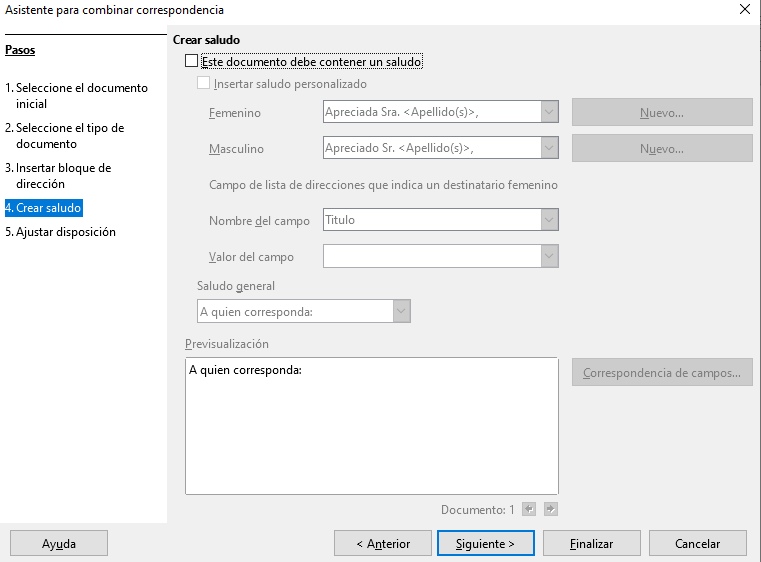 Asistente para combinar correspondencia
Pasos
1. Seleccione el documento
inicial
2. Seleccione el tipo de
documento
3. Insertar bloque de
dirección
4. Crear saludo
5. Ajustar disposición
Crear saludo
Este documento debe contener un saludo
Insertar saludo personalizado
Femenino
Apreciada Sra. <Apellido(s)>,
Nuevo...
Masculino
Apreciado Sr. <Apellido(s)>,
Nuevo...
Campo de lista de direcciones que indica un destinatario femenino
Nombre del campo
Titulo
Valor del campo
Saludo general
A quien corresponda:
Previsualización
A quien corresponda:
Correspondencia de campos...
Documento: 1
Ayuda
< Anterior
Siguiente >
Finalizar
Cancelar